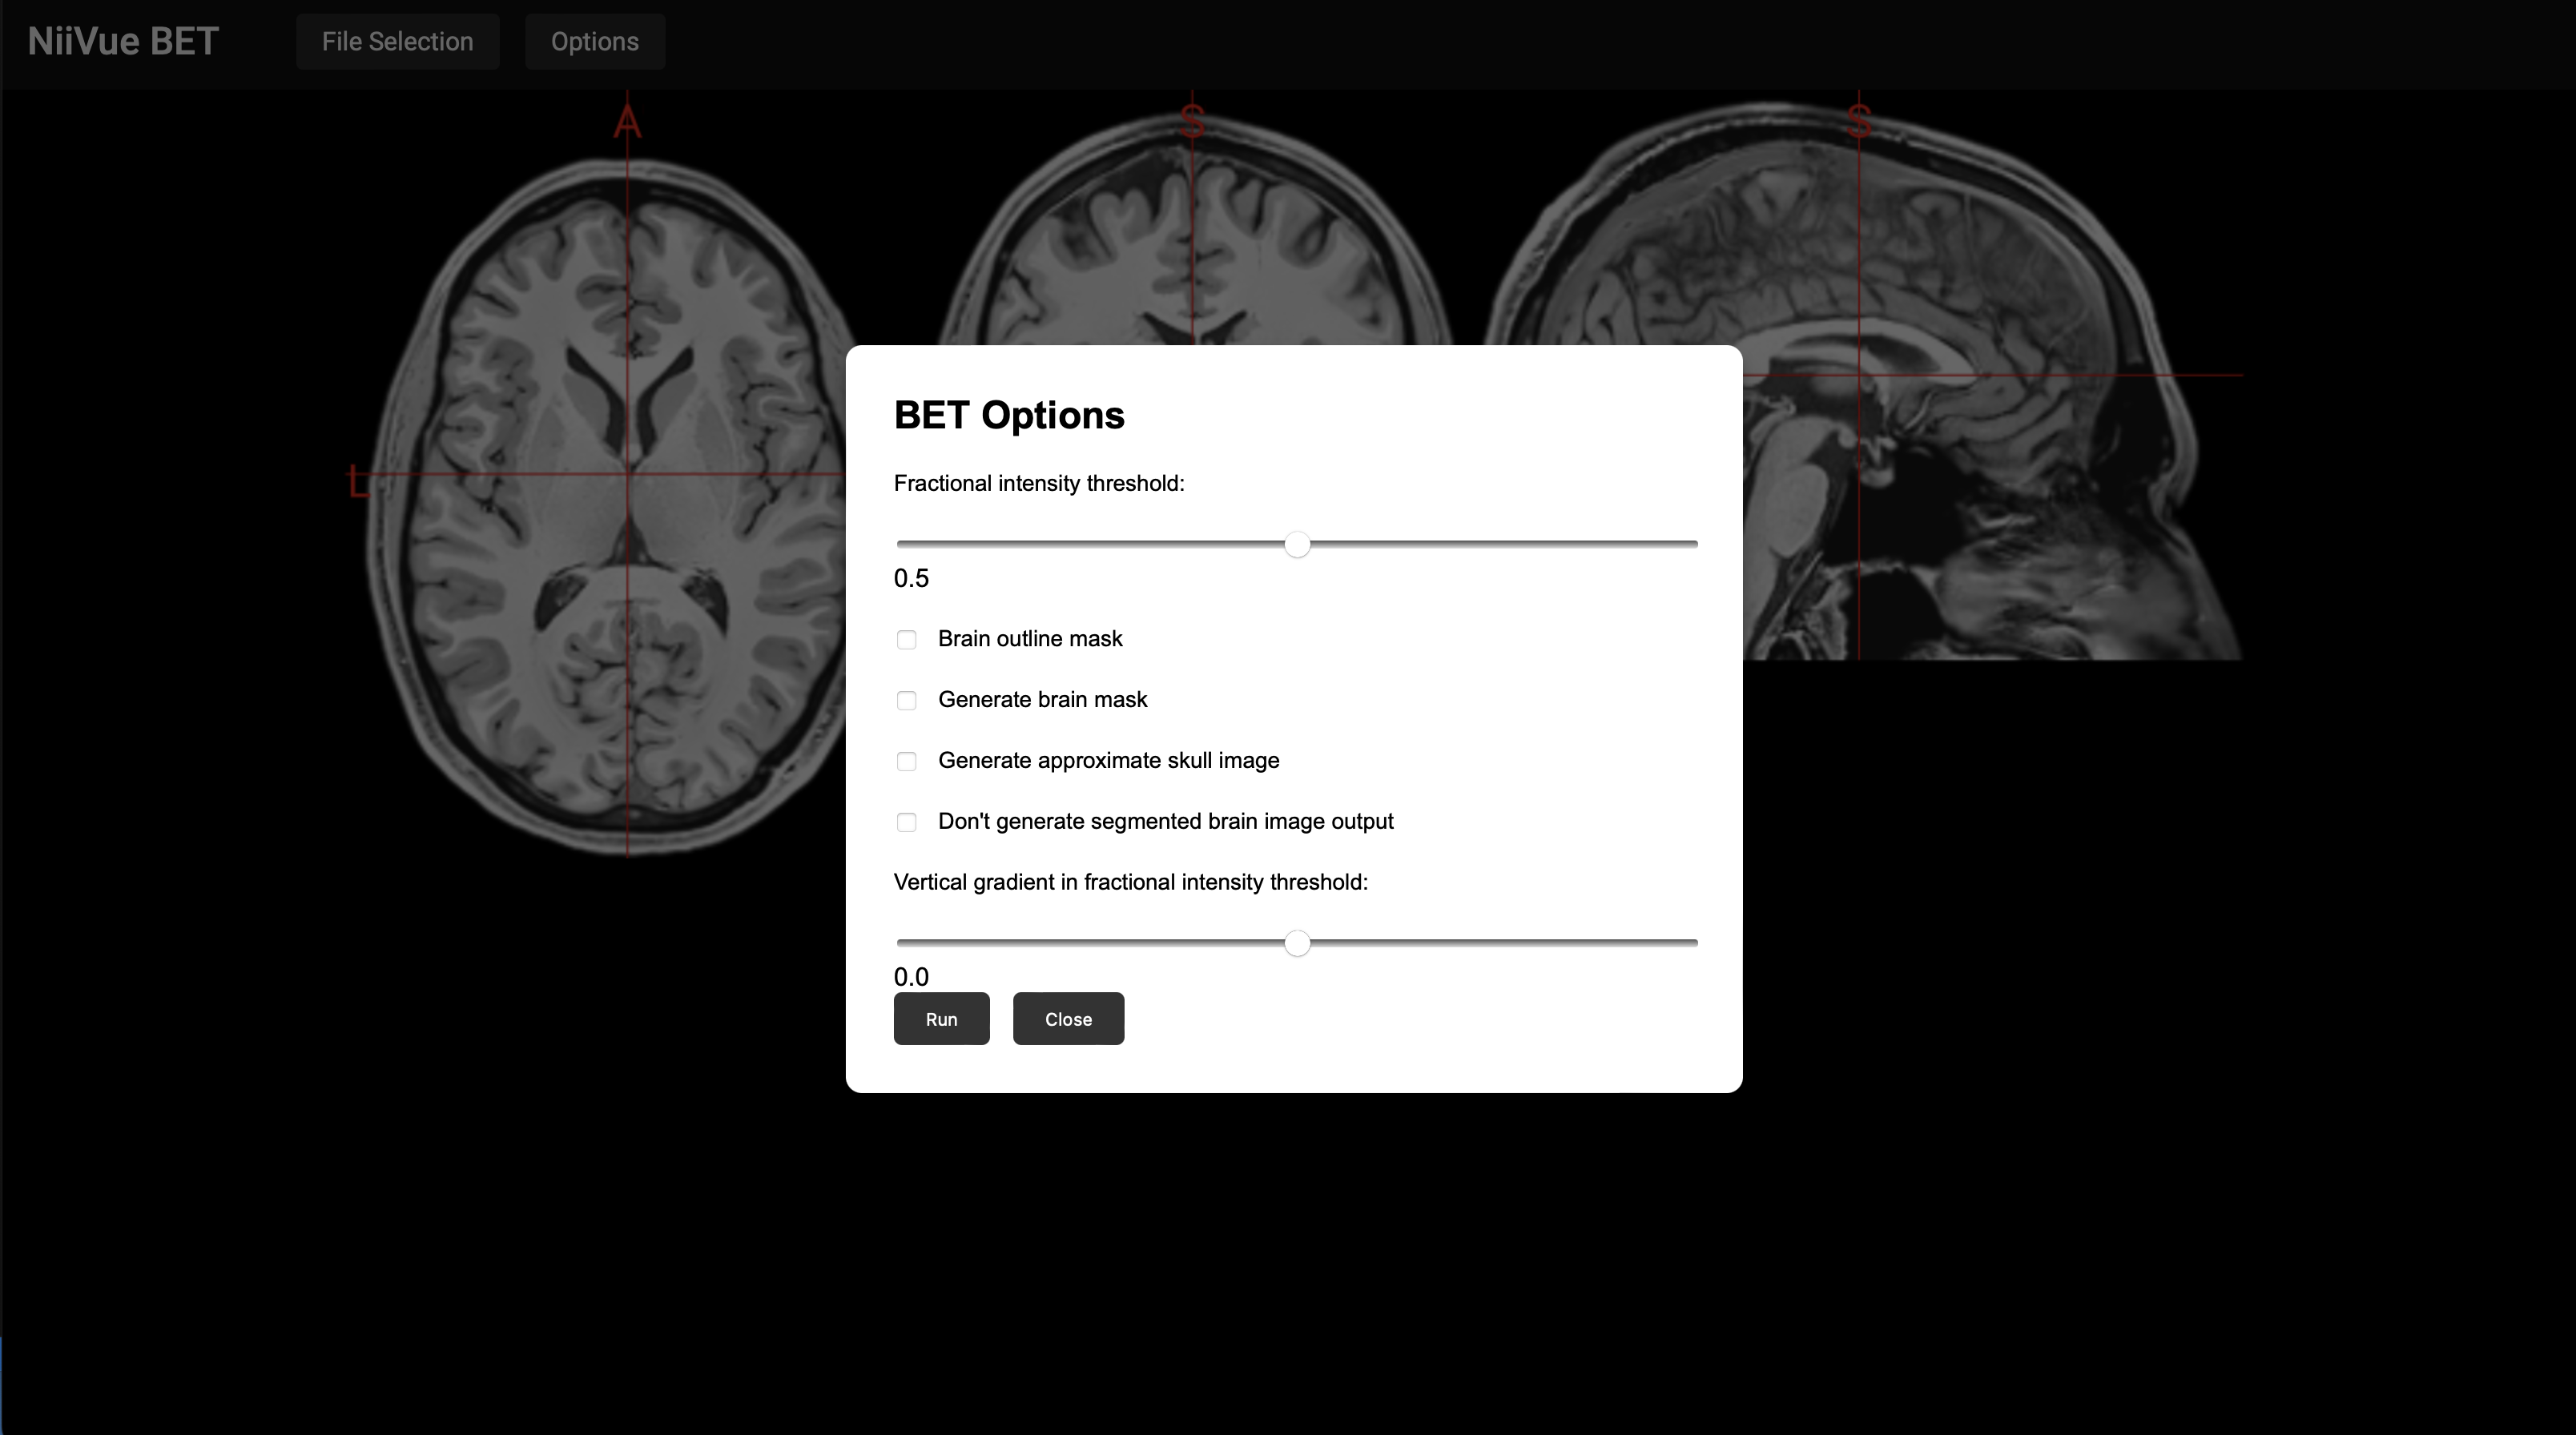 NiiVue BET
File Selection
Options
A
S
S
L
BET Options
Fractional intensity threshold:
0.5
Brain outline mask
Generate brain mask
Generate approximate skull image
Don't generate segmented brain image output
Vertical gradient in fractional intensity threshold:
0.0
Run
Close